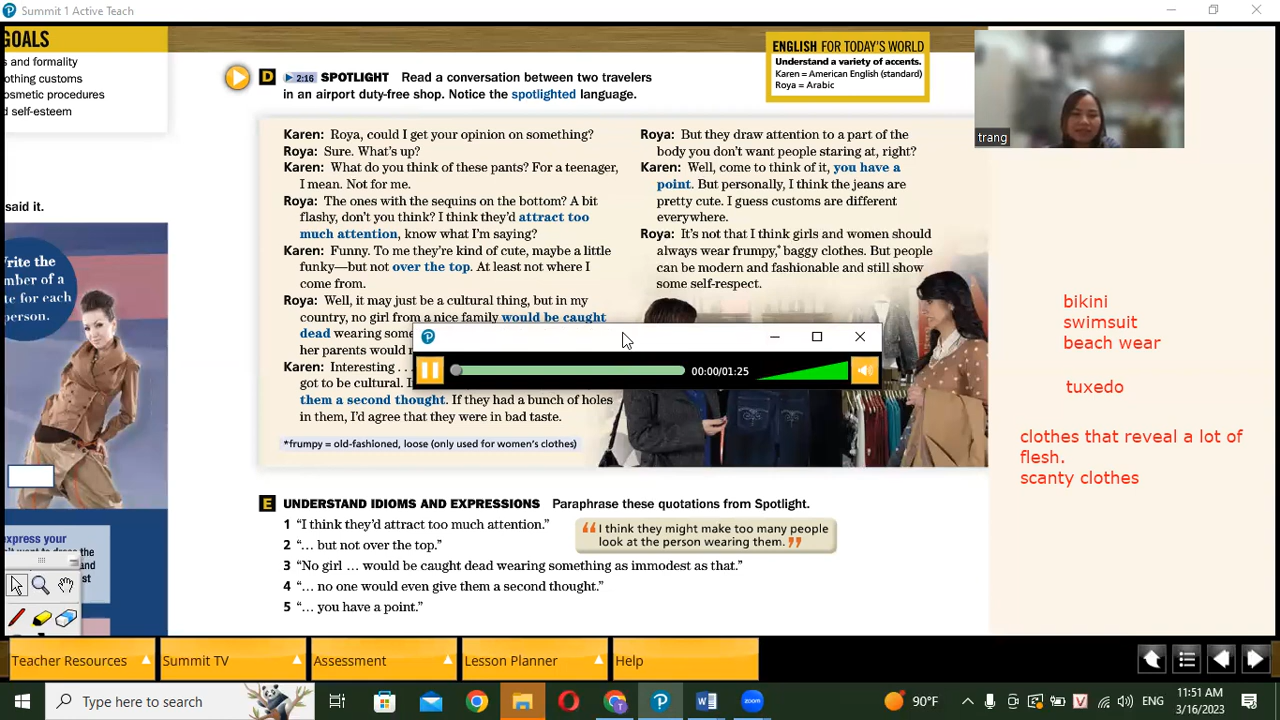 Summit 1 Active Teach
GOALS
s and formality
othing customs
osmetic procedures
d self-esteem
said it.
Write the
mber of a
te for each
person.
express your
D 2:16 SPOTLIGHT Read a conversation between two travelers
in an airport duty-free shop. Notice the spotlighted language.
ENGLISH FOR TODAY'S WORLD
Understand a variety of accents.
Karen = American English (standard)
Roya = Arabic
trang
Karen: Roya, could I get your opinion on something?
Roya: Sure. What's up?
Karen: What do you think of these pants? For a teenager,
I mean. Not for me.
Roya: The ones with the sequins on the bottom? A bit
flashy, don't you think? I think they'd attract too
much attention, know what I'm saying?
Karen: Funny. To me they're kind of cute, maybe a little
funky—but not over the top. At least not where I
come from.
Roya: Well, it may just be a cultural thing, but in my
country, no girl from a nice family would be caught
dead wearing some
her parents would
Karen: Interesting . . .
got to be cultural.
them a second thought. If they had a bunch of holes
in them, I'd agree that they were in bad taste.
*frumpy = old-fashioned, loose (only used for women's clothes)
Roya: But they draw attention to a part of the
body you don't want people staring at, right?
Karen: Well, come to think of it, you have a
point. But personally, I think the jeans are
pretty cute. I guess customs are different
everywhere.
Roya: It's not that I think girls and women should
always wear frumpy,* baggy clothes. But people
can be modern and fashionable and still show
some self-respect.
00:00/01:25
bikini
swimsuit
beach wear
tuxedo
clothes that reveal a lot of
flesh.
scanty clothes
E UNDERSTAND IDIOMS AND EXPRESSIONS Paraphrase these quotations from Spotlight.
1 "I think they'd attract too much attention."
2 "… but not over the top."
3 "No girl … would be caught dead wearing something as immodest as that."
4 "… no one would even give them a second thought."
5 "… you have a point."
"I think they might make too many people
look at the person wearing them."
Teacher Resources
Summit TV
Assessment
Lesson Planner
Help
Type here to search
90°F
ENG
11:51 AM
3/16/2023